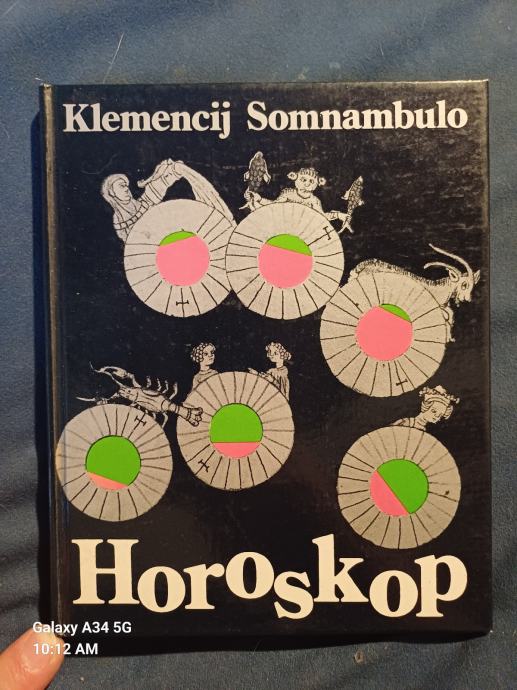 Klemencij Somnambulo
Horoskop
Galaxy A34 5G
10:12 AM